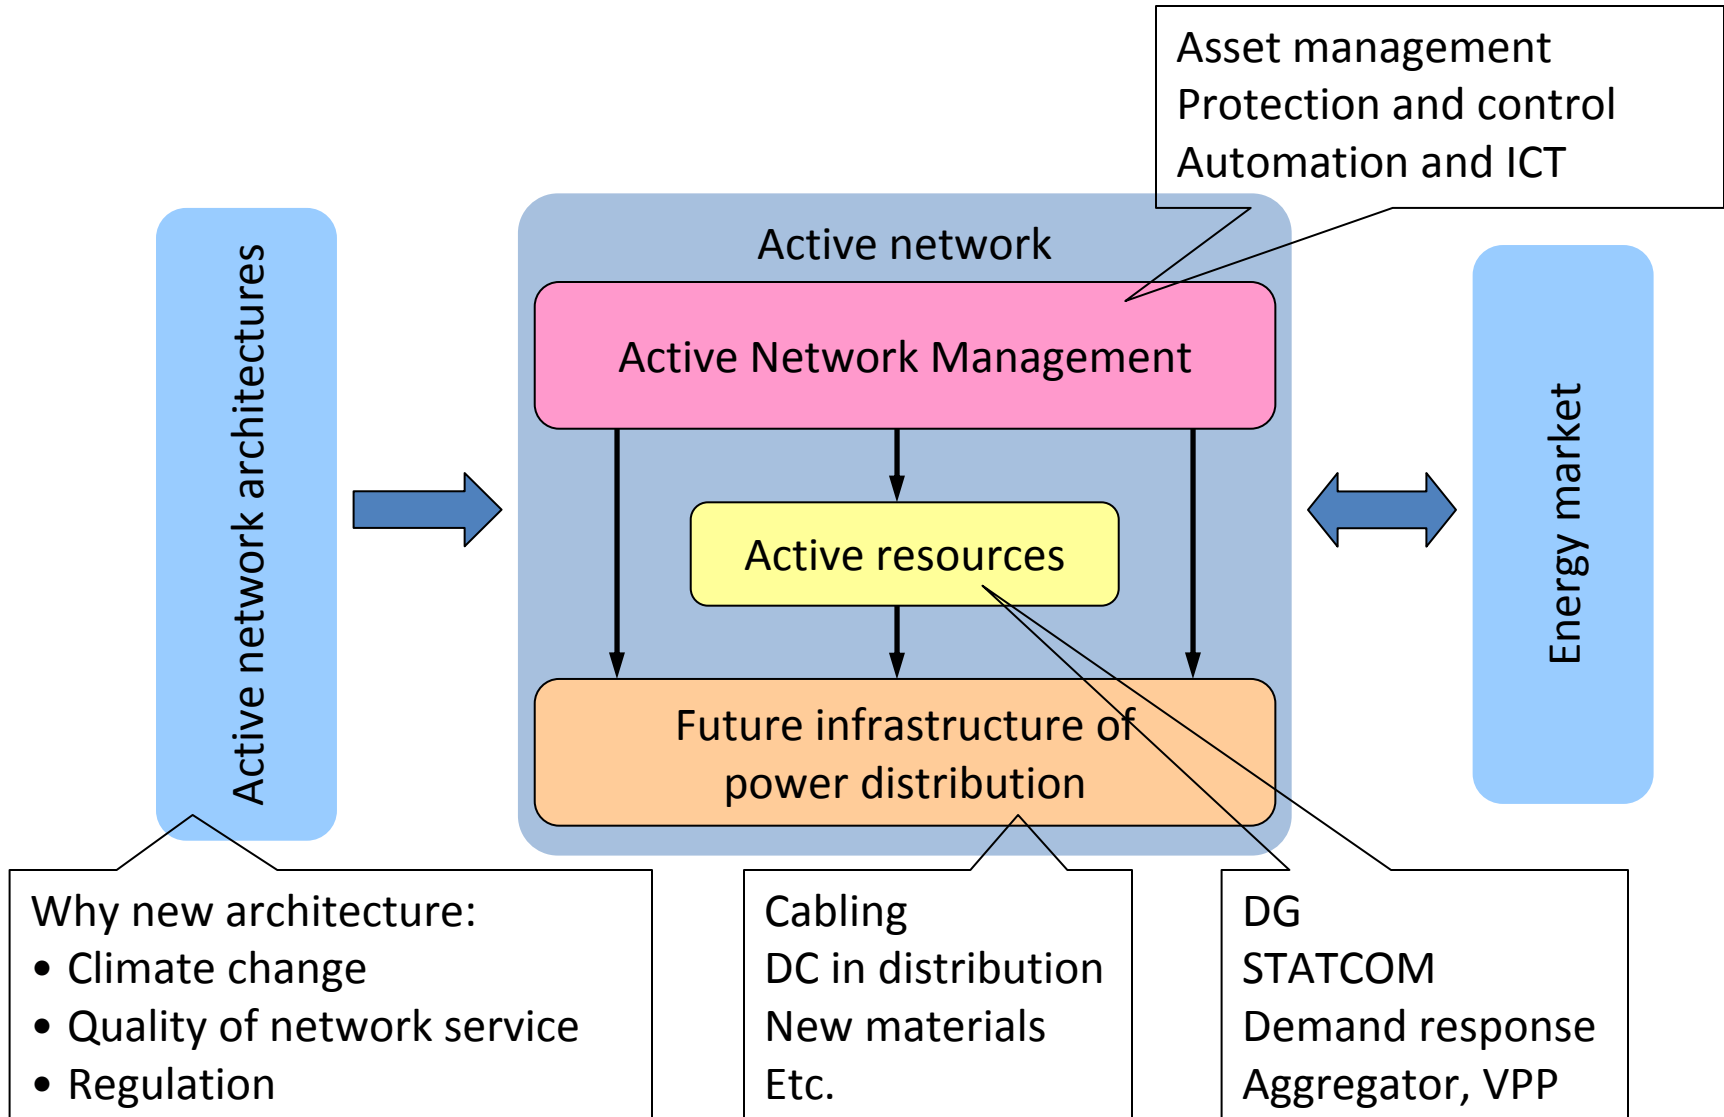 Asset management
Protection and control
Automation and ICT
Active network
Active Network Management
Active network architectures
Active resources
Energy market
Future infrastructure of
power distribution
Why new architecture:
• Climate change
• Quality of network service
• Regulation
Cabling
DC in distribution
New materials
Etc.
DG
STATCOM
Demand response
Aggregator, VPP